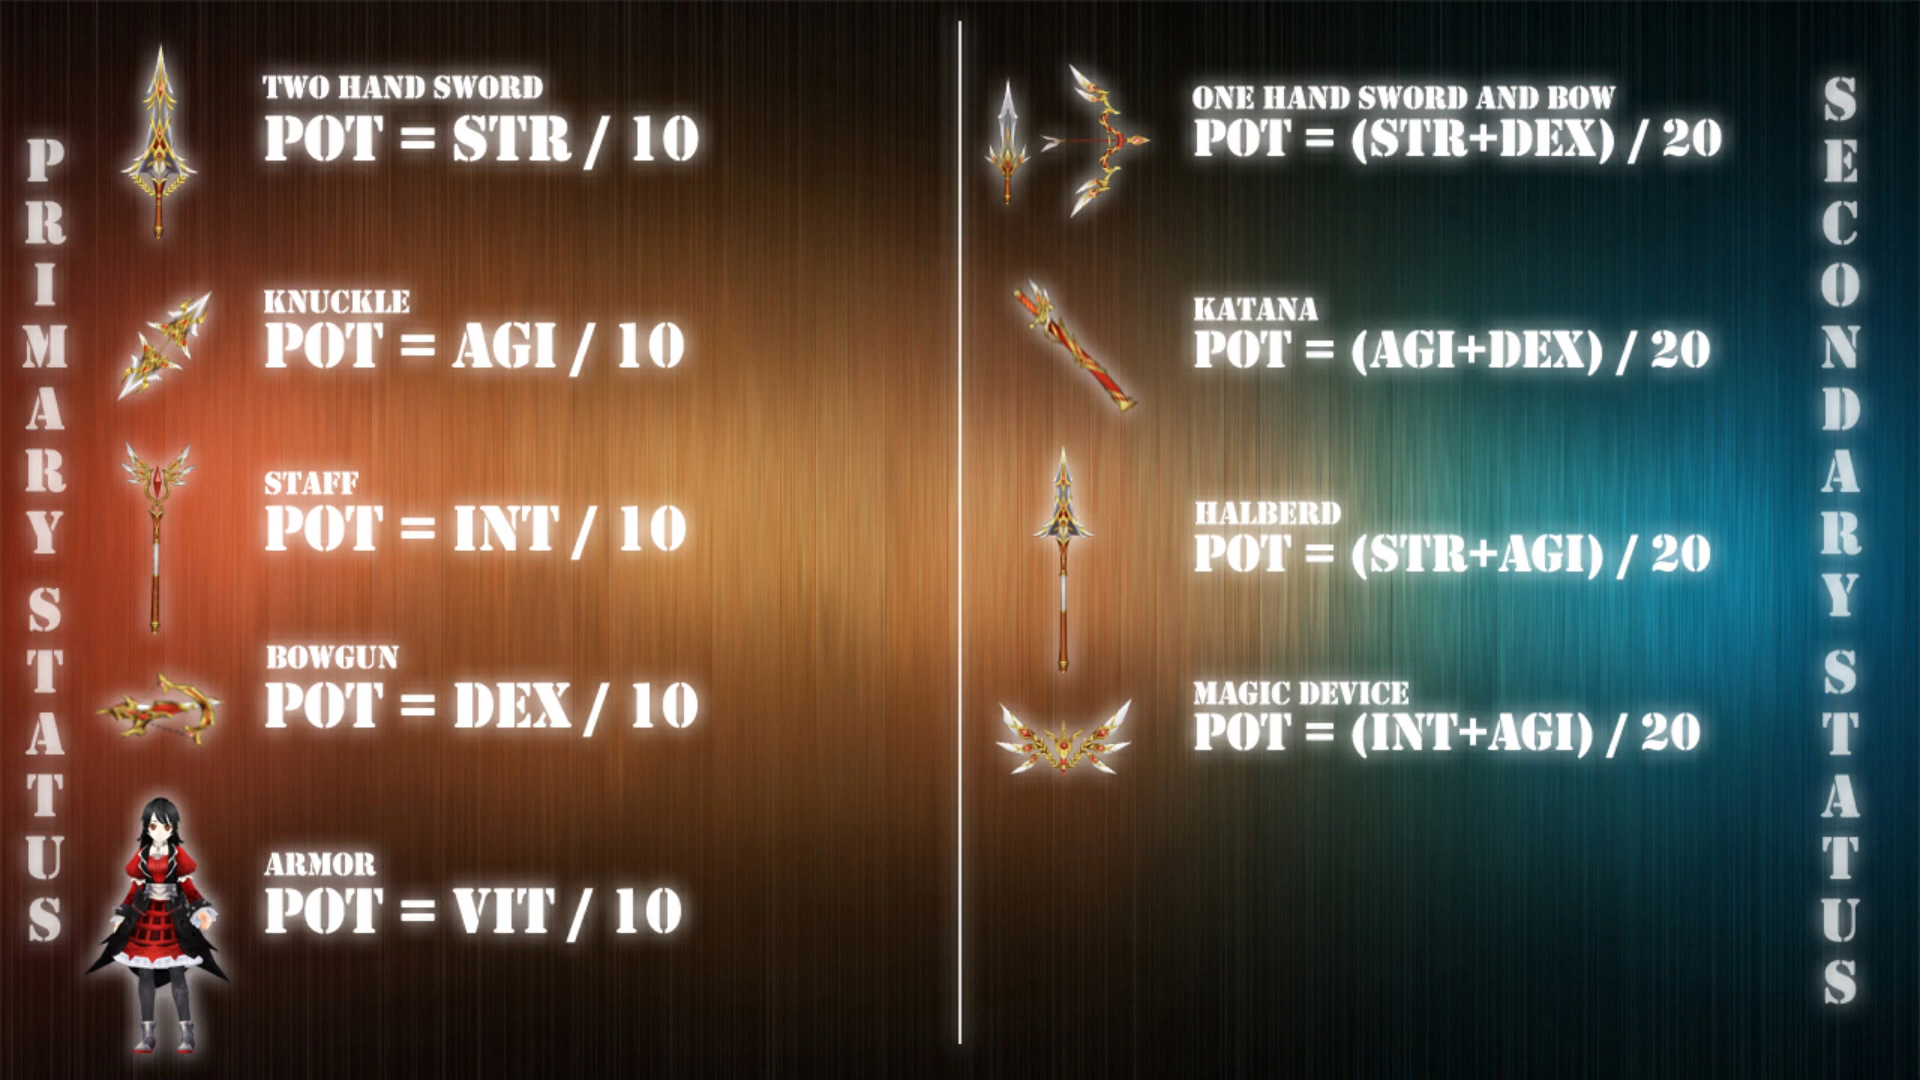 PRIMARY STATUS
TWO HAND SWORD
POT = STR / 10
KNUCKLE
POT = AGI / 10
STAFF
POT = INT / 10
BOWGUN
POT = DEX / 10
ARMOR
POT = VIT / 10
ONE HAND SWORD AND BOW
POT = (STR+DEX) / 20
KATANA
POT = (AGI+DEX) / 20
HALBERD
POT = (STR+AGI) / 20
MAGIC DEVICE
POT = (INT+AGI) / 20
SECONDARY STATUS